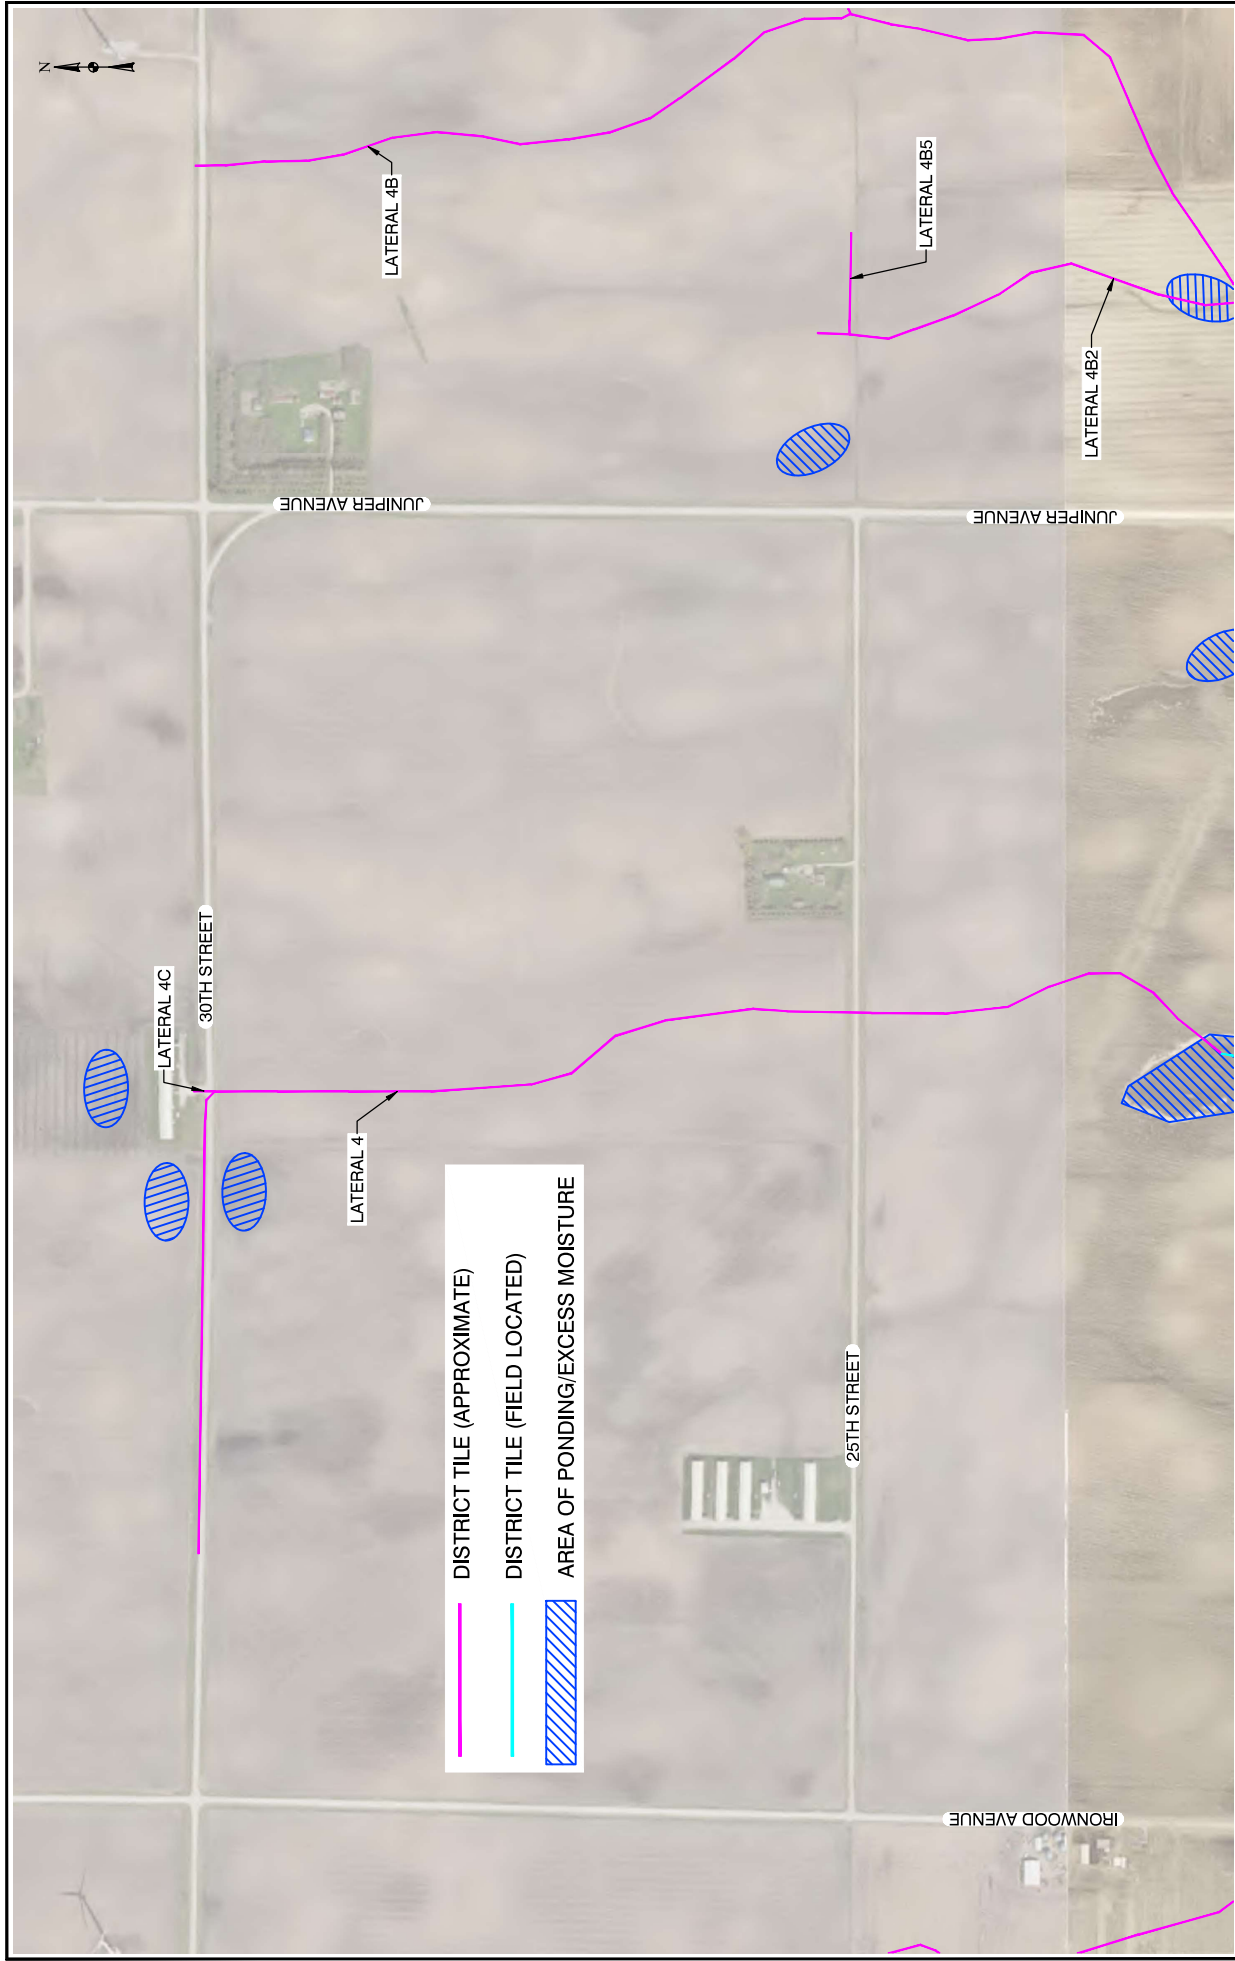 N
LATERAL 4B
LATERAL 4B5
LATERAL 4B2
JUNIPER AVENUE
JUNIPER AVENUE
30TH STREET
LATERAL 4C
LATERAL 4
25TH STREET
IRONWOOD AVENUE
DISTRICT TILE (APPROXIMATE)
DISTRICT TILE (FIELD LOCATED)
AREA OF PONDING/EXCESS MOISTURE